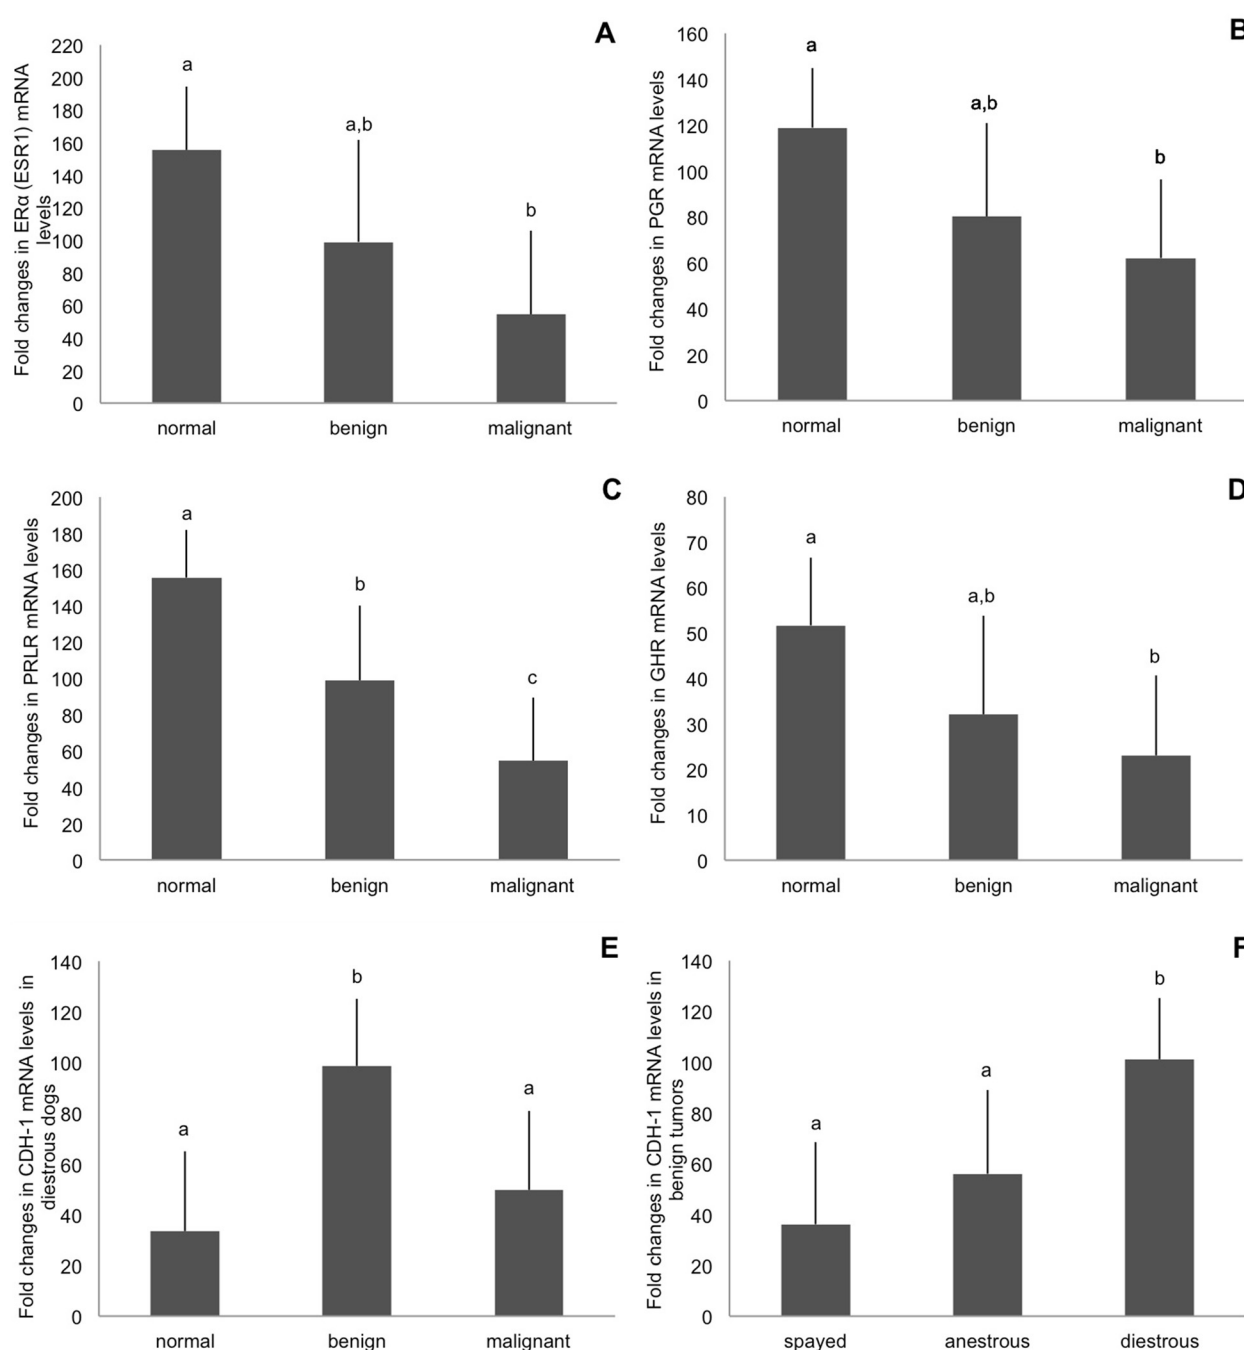 A
Fold changes in ERα (ESR1) mRNA
levels
220
200
180
160
140
120
100
80
60
40
20
0
a
a,b
b
normal benign malignant
B
Fold changes in PGR mRNA levels
160
140
120
100
80
60
40
20
0
a
a,b
b
normal benign malignant
C
Fold changes in PRLR mRNA levels
200
180
160
140
120
100
80
60
40
20
0
a
b
c
normal benign malignant
D
Fold changes in GHR mRNA levels
80
70
60
50
40
30
20
10
0
a
a,b
b
normal benign malignant
E
Fold changes in CDH-1 mRNA levels in
diestrous dogs
140
120
100
80
60
40
20
0
a
b
a
normal benign malignant
F
Fold changes in CDH-1 mRNA levels in
benign tumors
140
120
100
80
60
40
20
0
a
a
b
spayed anestrous diestrous